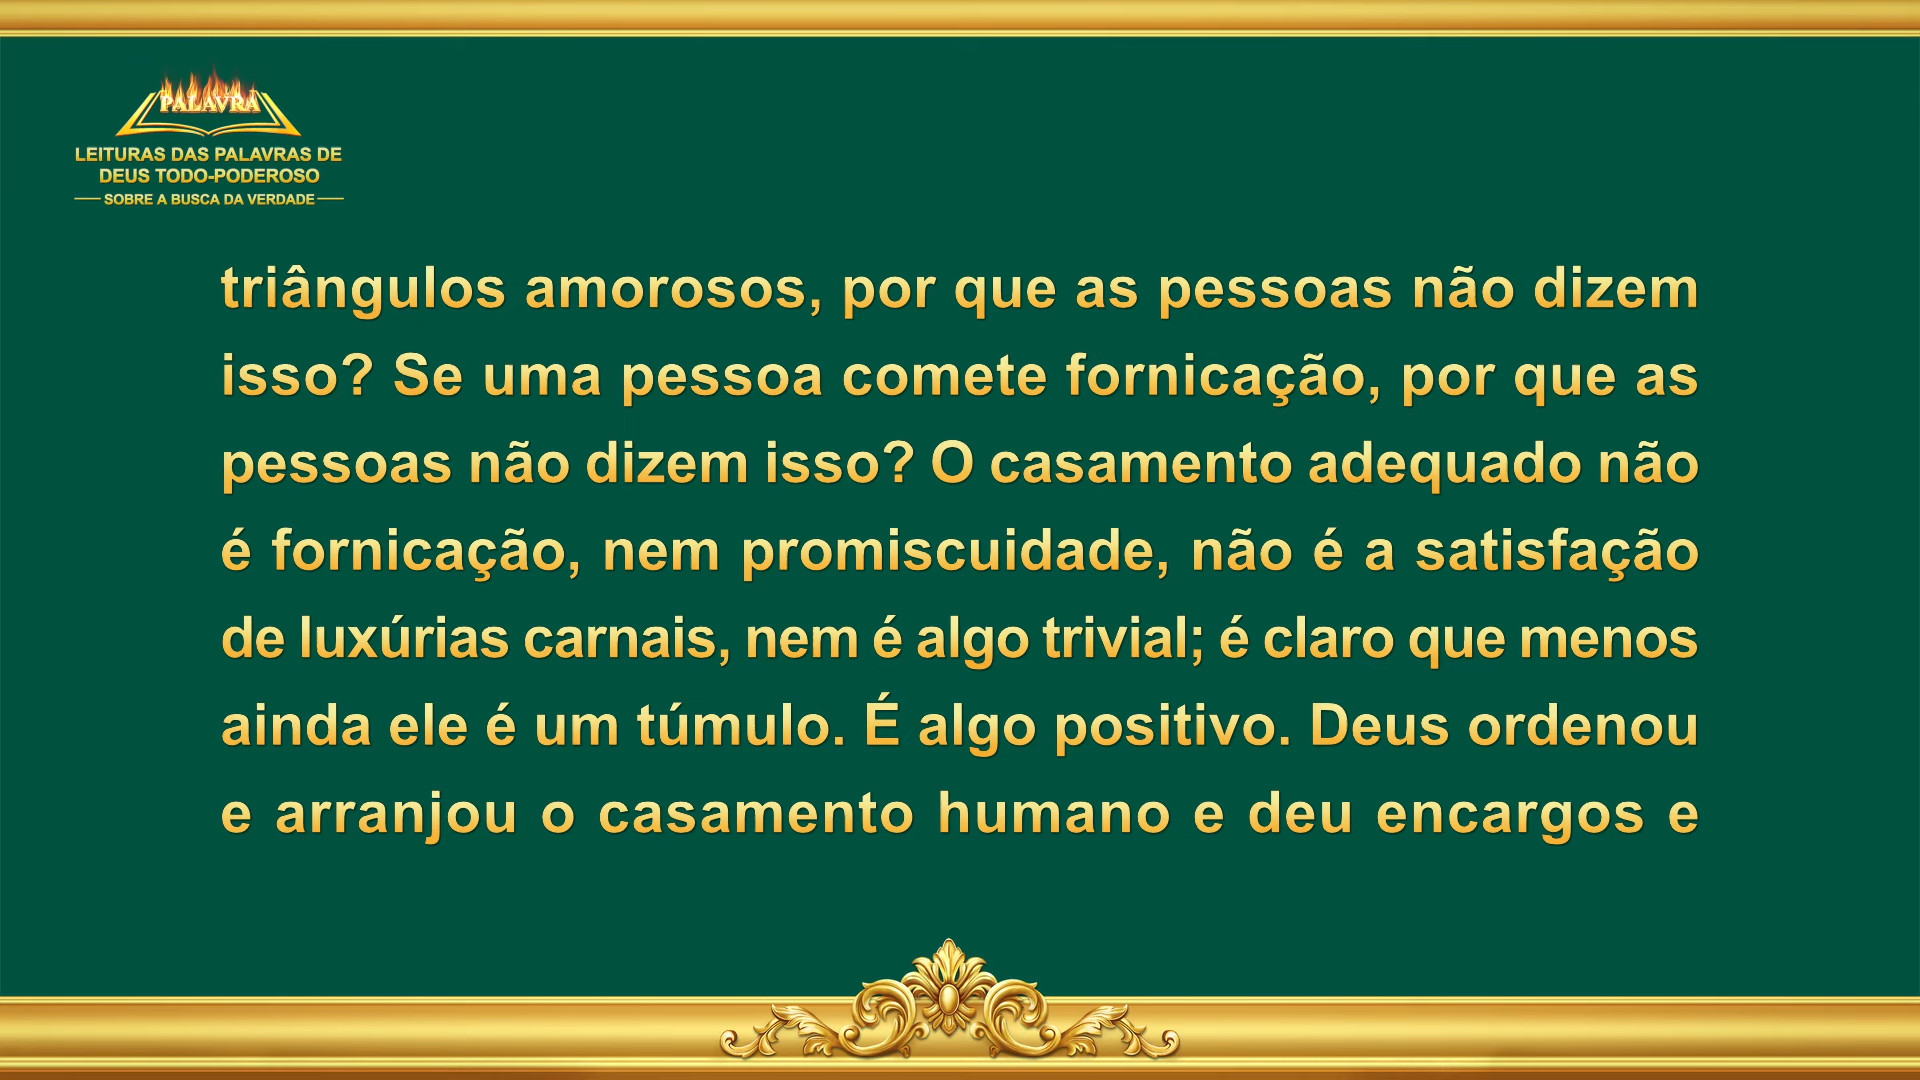 PALAVRA
LEITURAS DAS PALAVRAS DE
DEUS TODO-PODEROSO
SOBRE A BUSCA DA VERDADE
triângulos amorosos, por que as pessoas não dizem
isso? Se uma pessoa comete fornicação, por que as
pessoas não dizem isso? O casamento adequado não
é fornicação, nem promiscuidade, não é a satisfação
de luxúrias carnais, nem é algo trivial; é claro que menos
ainda ele é um túmulo. É algo positivo. Deus ordenou
e arranjou o casamento humano e deu encargos e